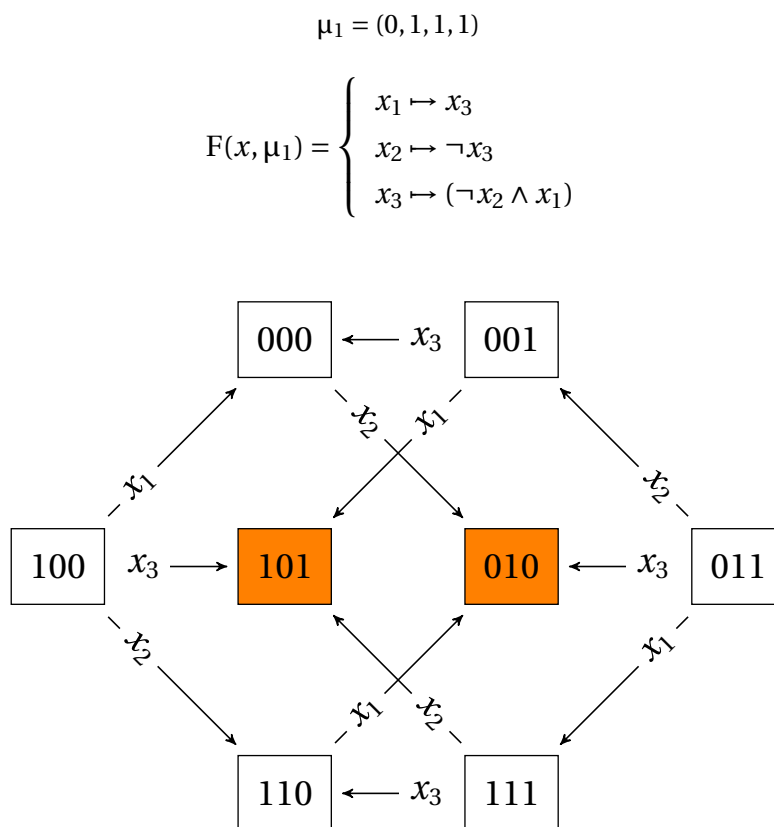 μ₁ = (0, 1, 1, 1)
F(x, μ₁) = {
x₁ ↦ x₃
x₂ ↦ ¬x₃
x₃ ↦ (¬x₂ ∧ x₁)
000 x₃ 001
x₂ x₁
x₁ x₂
100 x₃ 101 010 x₃ 011
x₂ x₁
x₁ x₂
110 x₃ 111